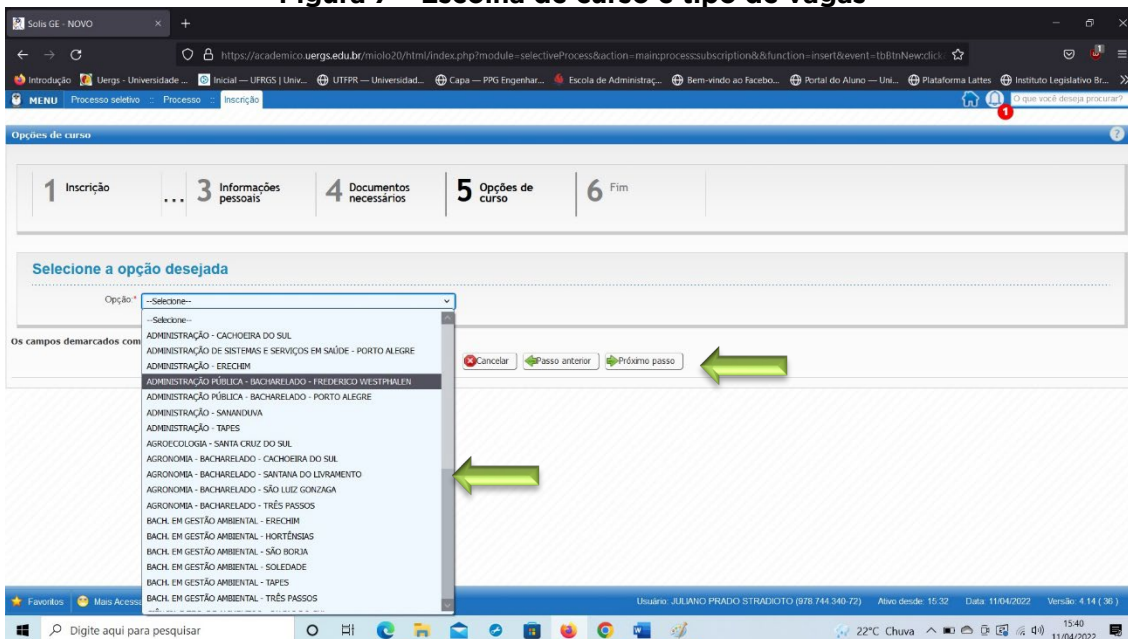 Figura 7 - Escolha do curso e tipo de vagas
Solis GE - NOVO
https://academico.uergs.edu.br/miolo20/html/index.php?module=selectiveProcess&action=main:process:subscription&&function=insert&event=tbBtnNew:click
Introdução Uergs - Universidade ... Inicial — UFRGS | Univ... UTFPR — Universidad... Capa — PPG Engenhar... Escola de Administraç... Bem-vindo ao Facebo... Portal do Aluno — Uni... Plataforma Lattes Instituto Legislativo Br...
MENU Processo seletivo :: Processo :: Inscrição
1
O que você deseja procurar?
Opções de curso
?
1 Inscrição ... 3 Informações pessoais 4 Documentos necessários 5 Opções de curso 6 Fim
Selecione a opção desejada
Opção:* --Selecione--
--Selecione--
ADMINISTRAÇÃO - CACHOEIRA DO SUL
Os campos demarcados com
ADMINISTRAÇÃO DE SISTEMAS E SERVIÇOS EM SAÚDE - PORTO ALEGRE
Cancelar Passo anterior Próximo passo
ADMINISTRAÇÃO - ERECHIM
ADMINISTRAÇÃO PÚBLICA - BACHARELADO - FREDERICO WESTPHALEN
ADMINISTRAÇÃO PÚBLICA - BACHARELADO - PORTO ALEGRE
ADMINISTRAÇÃO - SANANDUVA
ADMINISTRAÇÃO - TAPES
AGROECOLOGIA - SANTA CRUZ DO SUL
AGRONOMIA - BACHARELADO - CACHOEIRA DO SUL
AGRONOMIA - BACHARELADO - SANTANA DO LIVRAMENTO
AGRONOMIA - BACHARELADO - SÃO LUIZ GONZAGA
AGRONOMIA - BACHARELADO - TRÊS PASSOS
BACH. EM GESTÃO AMBIENTAL - ERECHIM
BACH. EM GESTÃO AMBIENTAL - HORTÊNSIAS
BACH. EM GESTÃO AMBIENTAL - SÃO BORJA
BACH. EM GESTÃO AMBIENTAL - SOLEDADE
BACH. EM GESTÃO AMBIENTAL - TAPES
BACH. EM GESTÃO AMBIENTAL - TRÊS PASSOS
Favoritos Mais Acess
Usuário: JULIANO PRADO STRADIOTO (978.744.340-72) Ativo desde: 15:32 Data: 11/04/2022 Versão: 4.14 ( 36 )
Digite aqui para pesquisar
22°C Chuva
15:40
11/04/2022